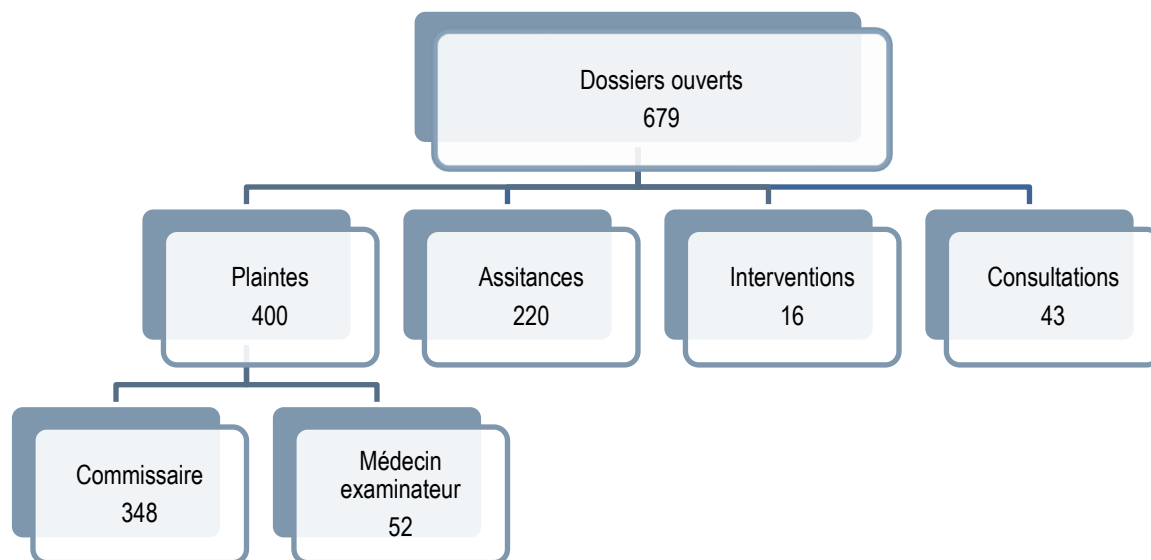 Dossiers ouverts
679
Plaintes
400
Assitances
220
Interventions
16
Consultations
43
Commissaire
348
Médecin
examinateur
52